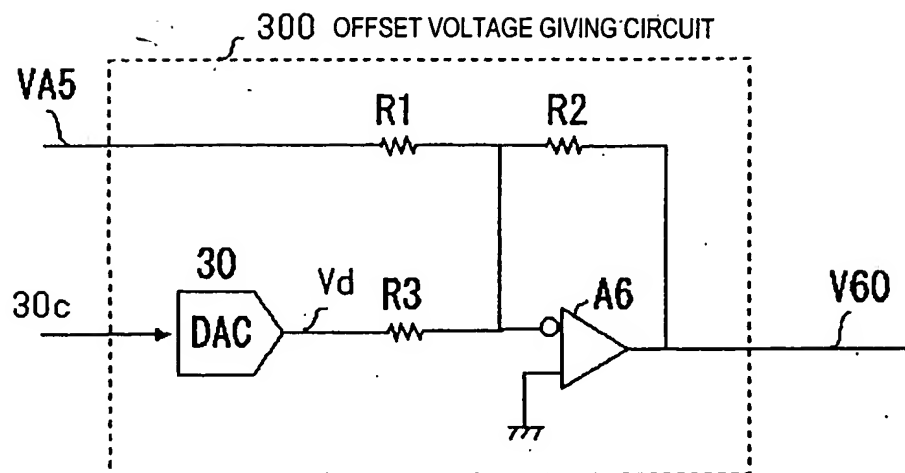 300 OFFSET VOLTAGE GIVING CIRCUIT
VA5
R1
R2
30
Vd
R3
A6
V60
30c
DAC